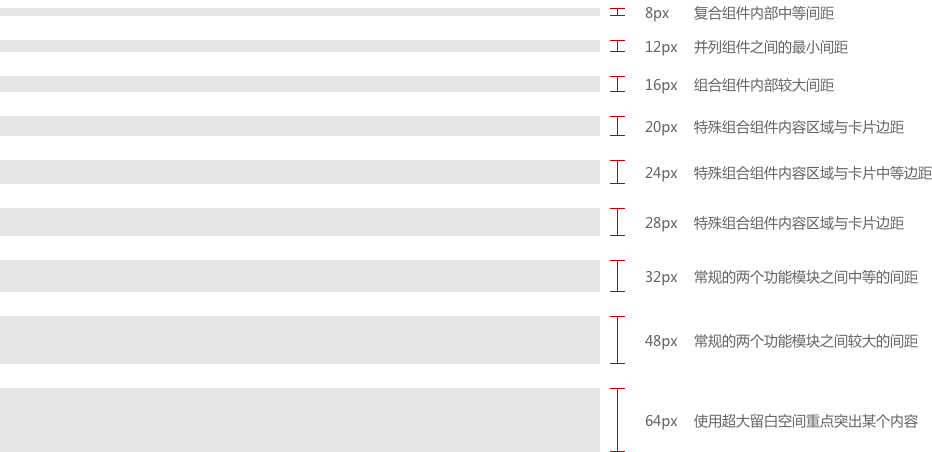 8px 复合组件内部中等间距
12px 并列组件之间的最小间距
16px 组合组件内部较大间距
20px 特殊组合组件内容区域与卡片边距
24px 特殊组合组件内容区域与卡片中等边距
28px 特殊组合组件内容区域与卡片边距
32px 常规的两个功能模块之间中等的间距
48px 常规的两个功能模块之间较大的间距
64px 使用超大留白空间重点突出某个内容